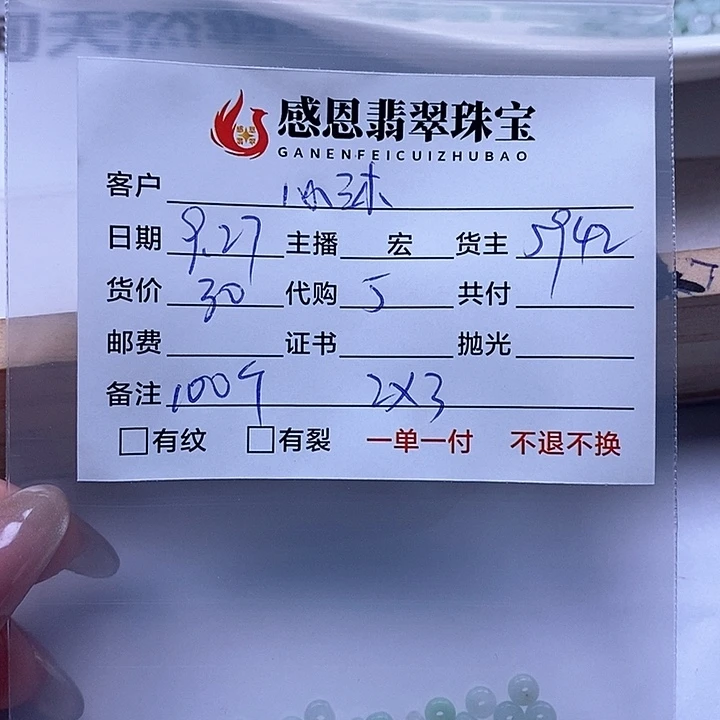 感恩翡翠珠宝
GANENFEICUIZHUBAO
客户
日期 9.27 主播 宏 货主 5942
货价 30 代购 5 共付
邮费 证书 抛光
备注 100个 2X3
有纹 有裂 一单一付 不退不换